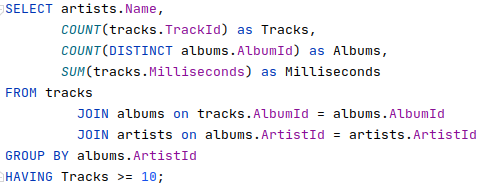 SELECT artists.Name,
COUNT(tracks.TrackId) as Tracks,
COUNT(DISTINCT albums.AlbumId) as Albums,
SUM(tracks.Milliseconds) as Milliseconds
FROM tracks
JOIN albums on tracks.AlbumId = albums.AlbumId
JOIN artists on albums.ArtistId = artists.ArtistId
GROUP BY albums.ArtistId
HAVING Tracks >= 10;